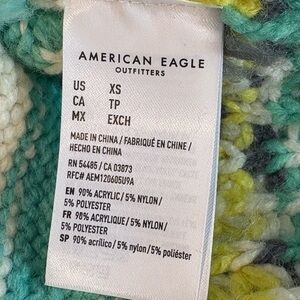 AMERICAN EAGLE
OUTFITTERS
US XS
CA TP
MX EXCH
MADE IN CHINA / FABRIQUÉ EN CHINE /
HECHO EN CHINA
RN 54485 / CA 03873
RFC# AEM120605U9A
EN 90% ACRYLIC / 5% NYLON /
5% POLYESTER
FR 90% ACRYLIQUE / 5% NYLON /
5% POLYESTER
SP 90% acrílico / 5% nylon / 5% poliéster